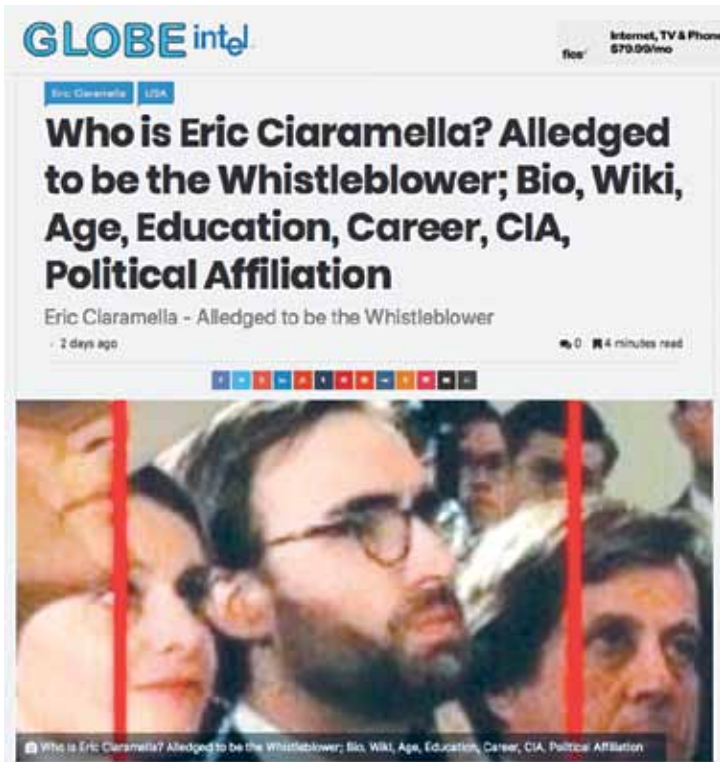 GLOBE intel
Internet, TV & Phone
$79.99/mo
fios
Eric Ciaramella USA
Who is Eric Ciaramella? Alledged
to be the Whistleblower; Bio, Wiki,
Age, Education, Career, CIA,
Political Affiliation
Eric Ciaramella - Alledged to be the Whistleblower
2 days ago 0 4 minutes read
Who is Eric Ciaramella? Alledged to be the Whistleblower; Bio, Wiki, Age, Education, Career, CIA, Political Affiliation